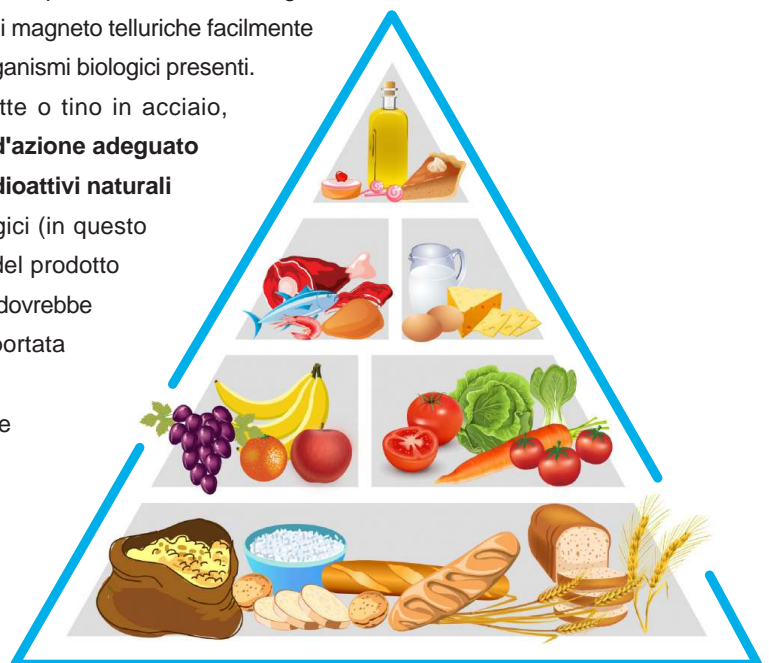 i magneto telluriche facilmente
ganismi biologici presenti.
tte o tino in acciaio,
d'azione adeguato
dioattivi naturali
gici (in questo
del prodotto
dovrebbe
portata
e